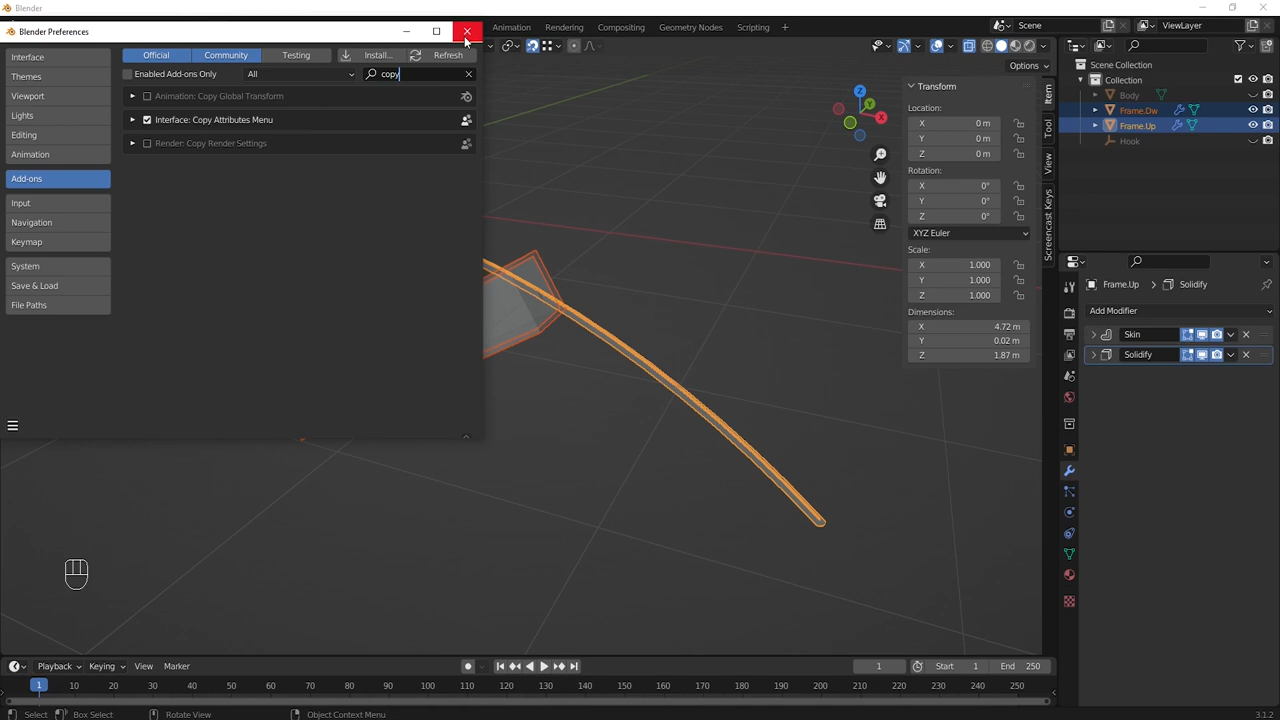 Blender
Blender Preferences
Animation Rendering Compositing Geometry Nodes Scripting +
Scene
ViewLayer
Interface
Themes
Viewport
Lights
Editing
Animation
Add-ons
Input
Navigation
Keymap
System
Save & Load
File Paths
Official Community Testing Install... Refresh
Enabled Add-ons Only All copy
Animation: Copy Global Transform
Interface: Copy Attributes Menu
Render: Copy Render Settings
Options
Z
Y
X
Transform
Location:
X 0 m
Y 0 m
Z 0 m
Rotation:
X 0°
Y 0°
Z 0°
XYZ Euler
Scale:
X 1.000
Y 1.000
Z 1.000
Dimensions:
X 4.72 m
Y 0.02 m
Z 1.87 m
Item
Tool
View
Screencast Keys
Scene Collection
Collection
Body
Frame.Dw
Frame.Up
Hook
Frame.Up > Solidify
Add Modifier
Skin
Solidify
Playback Keying View Marker
1 Start 1 End 250
1 10 20 30 40 50 60 70 80 90 100 110 120 130 140 150 160 170 180 190 200 210 220 230 240 250
Select Box Select Rotate View Object Context Menu 3.1.2